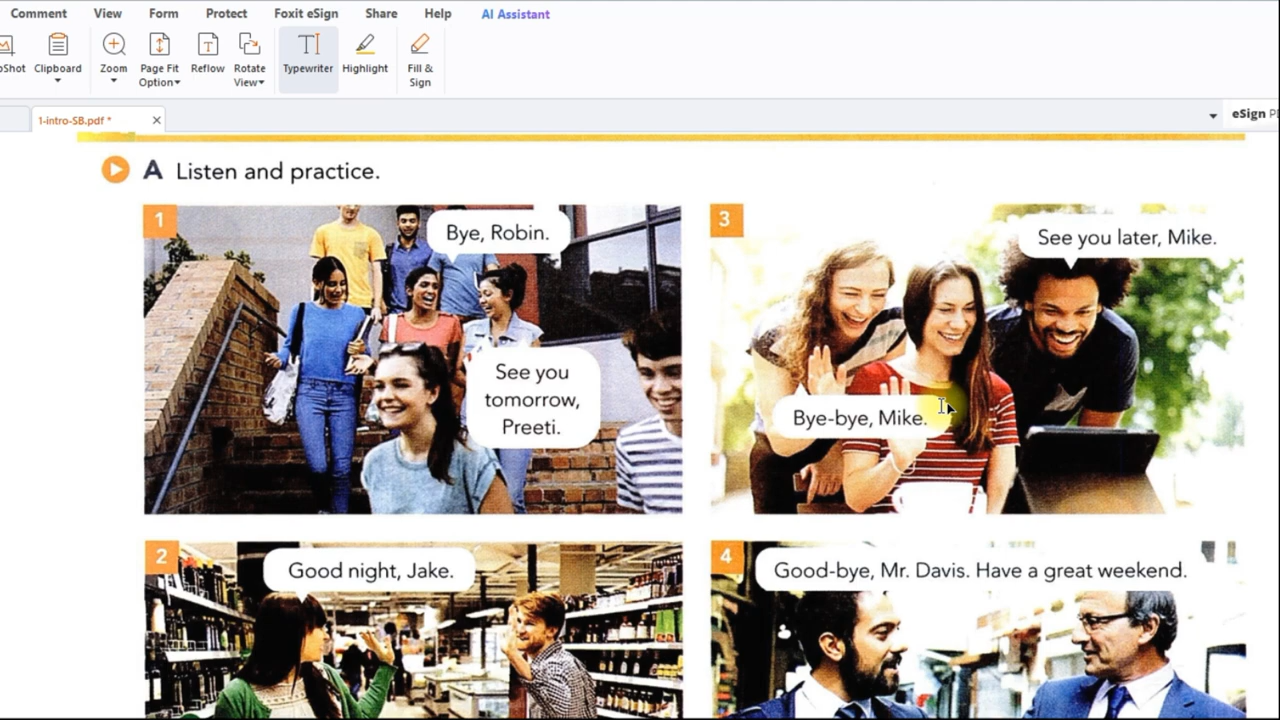 Comment View Form Protect Foxit eSign Share Help AI Assistant
Clipboard
Zoom
Page Fit
Option
Reflow
Rotate
View
Typewriter
Highlight
Fill &
Sign
1-intro-SB.pdf *
eSign
A Listen and practice.
1
Bye, Robin.
See you
tomorrow,
Preeti.
2
Good night, Jake.
3
See you later, Mike.
Bye-bye, Mike.
4
Good-bye, Mr. Davis. Have a great weekend.